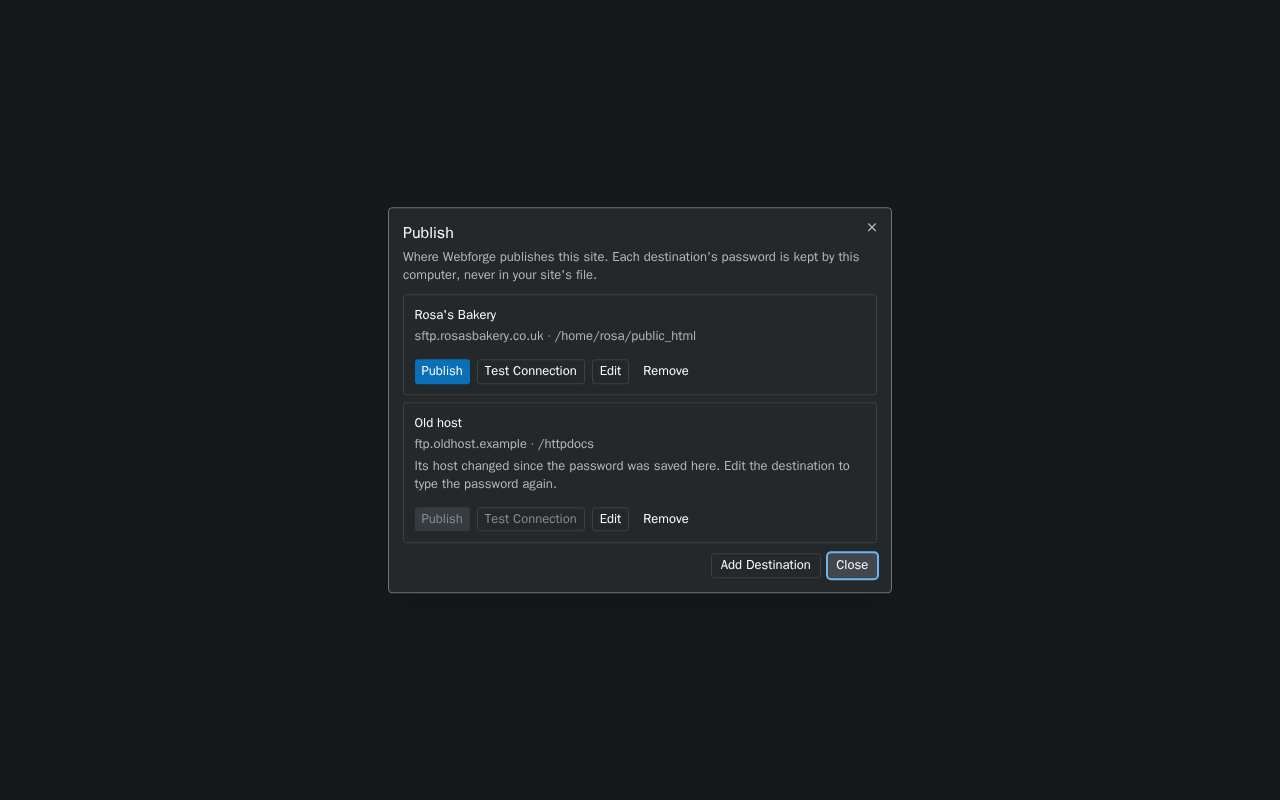 Publish
Where Webforge publishes this site. Each destination's password is kept by this
computer, never in your site's file.
Rosa's Bakery
sftp.rosasbakery.co.uk · /home/rosa/public_html
Publish Test Connection Edit Remove
Old host
ftp.oldhost.example · /httpdocs
Its host changed since the password was saved here. Edit the destination to
type the password again.
Publish Test Connection Edit Remove
Add Destination Close